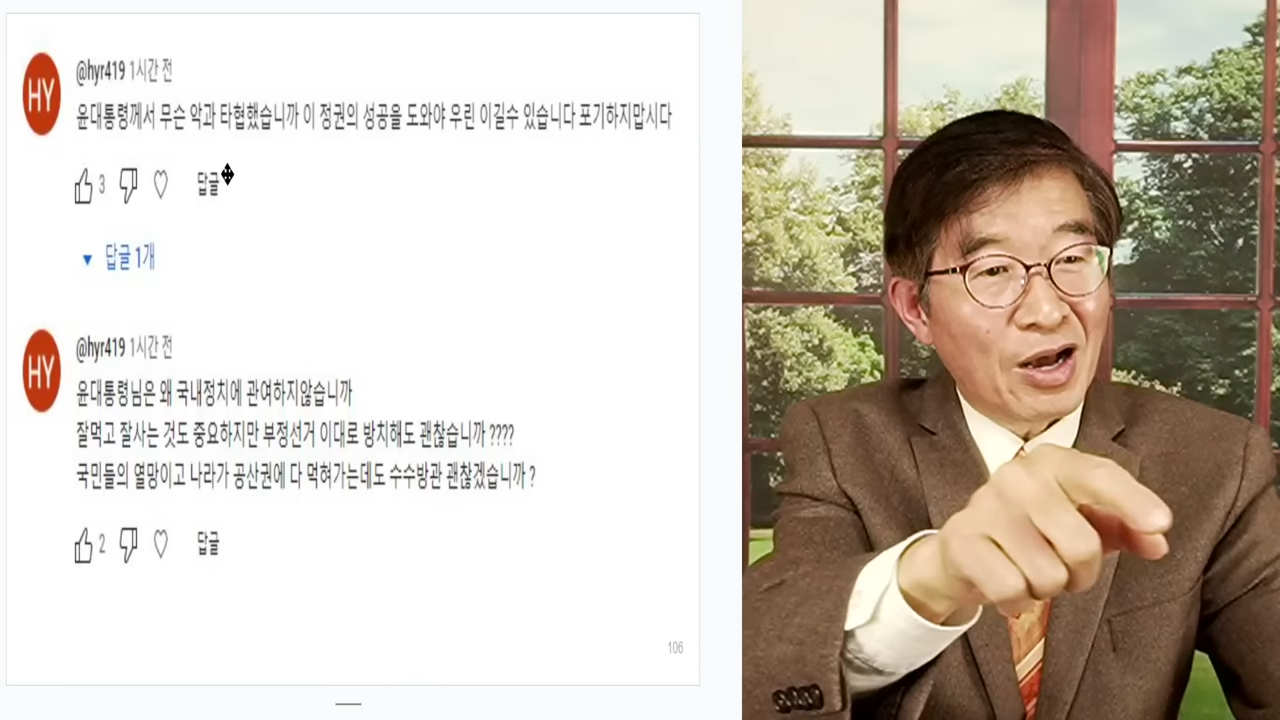 HY
@hyr419 1시간 전
윤대통령께서 무슨 악과 타협했습니까 이 정권의 성공을 도와야 우린 이길수 있습니다 포기하지맙시다
3 답글
답글 1개
HY
@hyr419 1시간 전
윤대통령님은 왜 국내정치에 관여하지않습니까
잘먹고 잘사는 것도 중요하지만 부정선거 이대로 방치해도 괜찮습니까 ????
국민들의 열망이고 나라가 공산권에 다 먹혀가는데도 수수방관 괜찮겠습니까 ?
2 답글
106